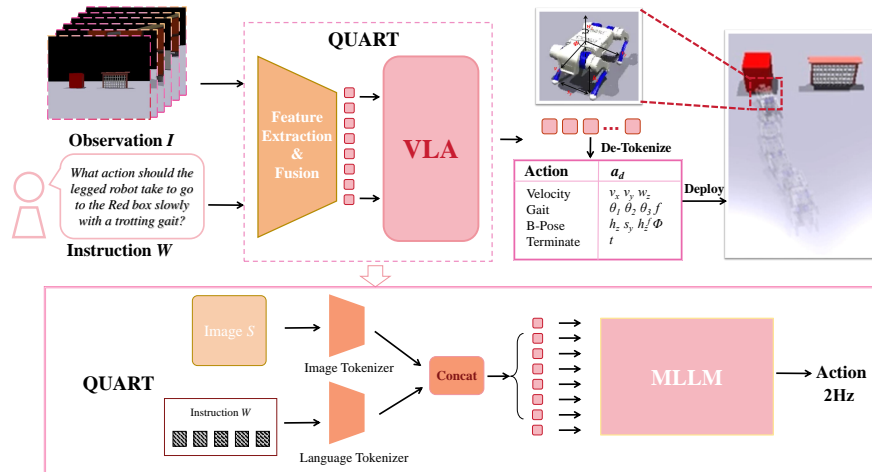 QUART
Observation I
What action should the
legged robot take to go
to the Red box slowly
with a trotting gait?
Instruction W
Feature
Extraction
&
Fusion
VLA
De-Tokenize
Action a_d
Velocity v_x v_y w_z
Gait θ_1 θ_2 θ_3 f
B-Pose h_z s_y h_z^f Φ
Terminate t
Deploy
QUART
Image S
Image Tokenizer
Instruction W
Language Tokenizer
Concat
MLLM
Action
2Hz